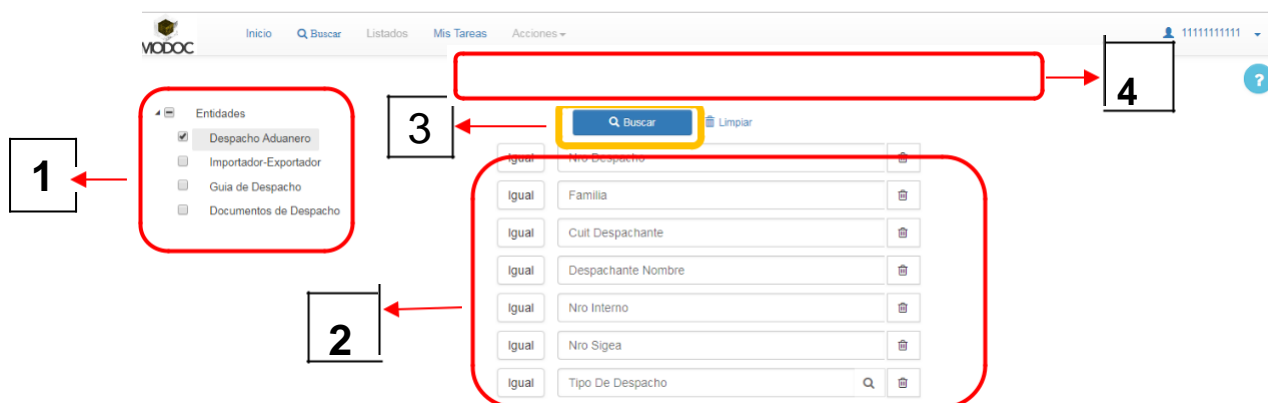 MODOC Inicio Buscar Listados Mis Tareas Acciones 11111111111
4
?
Entidades
Despacho Aduanero
Importador-Exportador
Guia de Despacho
Documentos de Despacho
1
3
Buscar Limpiar
Igual Nro Despacho
Igual Familia
Igual Cuit Despachante
Igual Despachante Nombre
Igual Nro Interno
Igual Nro Sigea
Igual Tipo De Despacho
2